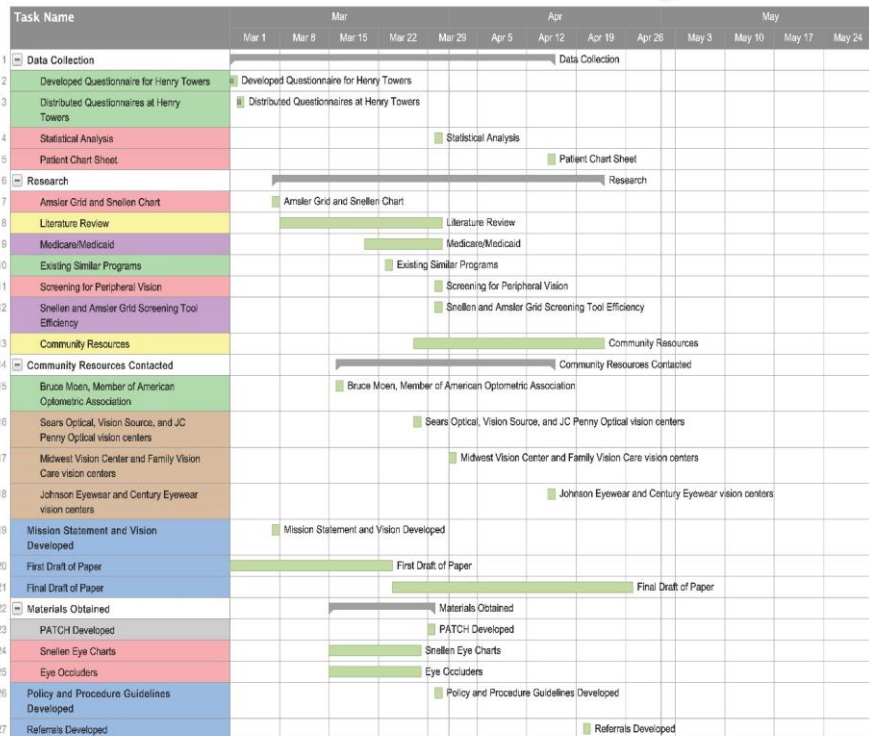 Task Name
Mar Apr May
Mar 1 Mar 8 Mar 15 Mar 22 Mar 29 Apr 5 Apr 12 Apr 19 Apr 26 May 3 May 10 May 17 May 24
1 Data Collection Data Collection
2 Developed Questionnaire for Henry Towers Developed Questionnaire for Henry Towers
3 Distributed Questionnaires at Henry Distributed Questionnaires at Henry Towers
Towers
4 Statistical Analysis Statistical Analysis
5 Patient Chart Sheet Patient Chart Sheet
6 Research Research
7 Amsler Grid and Snellen Chart Amsler Grid and Snellen Chart
8 Literature Review Literature Review
9 Medicare/Medicaid Medicare/Medicaid
10 Existing Similar Programs Existing Similar Programs
11 Screening for Peripheral Vision Screening for Peripheral Vision
12 Snellen and Amsler Grid Screening Tool Snellen and Amsler Grid Screening Tool Efficiency
Efficiency
13 Community Resources Community Resources
14 Community Resources Contacted Community Resources Contacted
15 Bruce Moen, Member of American Bruce Moen, Member of American Optometric Association
Optometric Association
16 Sears Optical, Vision Source, and JC Sears Optical, Vision Source, and JC Penny Optical vision centers
Penny Optical vision centers
17 Midwest Vision Center and Family Vision Midwest Vision Center and Family Vision Care vision centers
Care vision centers
18 Johnson Eyewear and Century Eyewear Johnson Eyewear and Century Eyewear vision centers
vision centers
19 Mission Statement and Vision Mission Statement and Vision Developed
Developed
20 First Draft of Paper First Draft of Paper
21 Final Draft of Paper Final Draft of Paper
22 Materials Obtained Materials Obtained
23 PATCH Developed PATCH Developed
24 Snellen Eye Charts Snellen Eye Charts
25 Eye Occluders Eye Occluders
26 Policy and Procedure Guidelines Policy and Procedure Guidelines Developed
Developed
27 Referrals Developed Referrals Developed